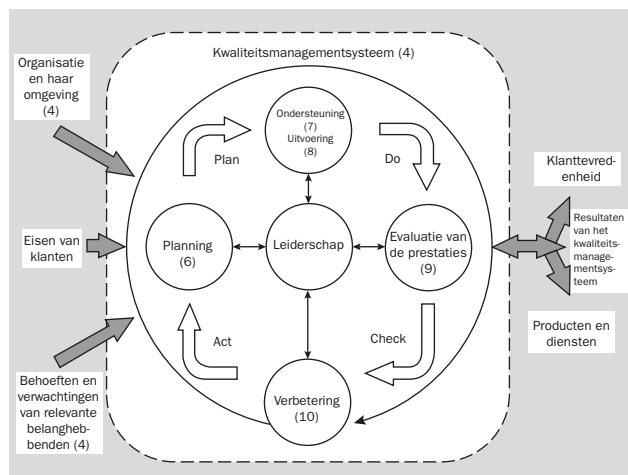 Kwaliteitsmanagementsysteem (4)
Organisatie
en haar
omgeving
(4)
Ondersteuning
(7)
Uitvoering
(8)
Plan
Do
Klanttevred-
enheid
Eisen van
klanten
Planning
(6)
Leiderschap
Evaluatie van
de prestaties
(9)
Resultaten
van het
kwaliteits-
manage-
mentsys-
teem
Act
Check
Producten en
diensten
Behoeften en
verwachtingen
van relevante
belangheb-
benden (4)
Verbetering
(10)